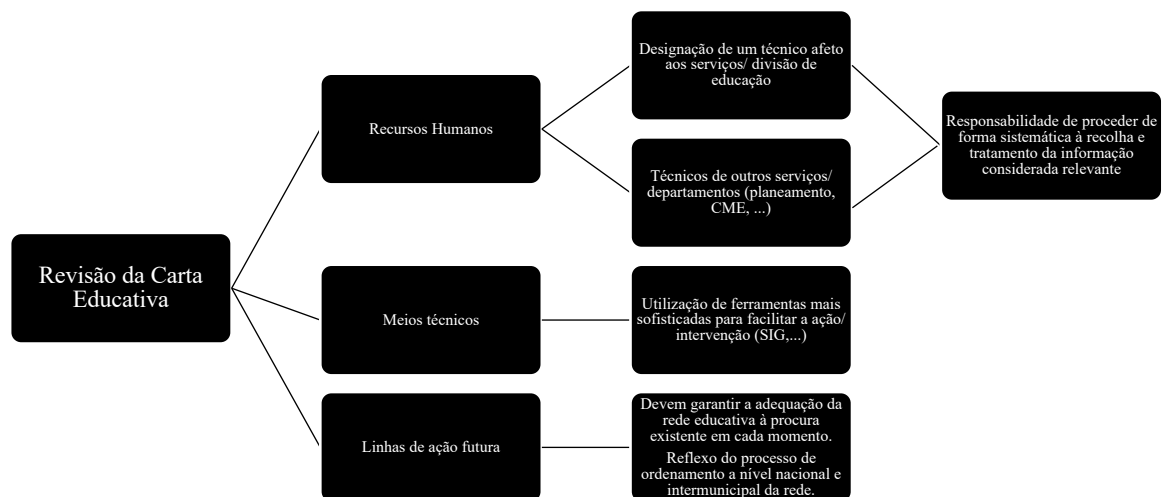 Revisão da Carta
Educativa
Recursos Humanos
Designação de um técnico afeto
aos serviços/ divisão de
educação
Técnicos de outros serviços/
departamentos (planeamento,
CME, ...)
Responsabilidade de proceder de
forma sistemática à recolha e
tratamento da informação
considerada relevante
Meios técnicos
Utilização de ferramentas mais
sofisticadas para facilitar a ação/
intervenção (SIG,...)
Linhas de ação futura
Devem garantir a adequação da
rede educativa à procura
existente em cada momento.
Reflexo do processo de
ordenamento a nível nacional e
intermunicipal da rede.